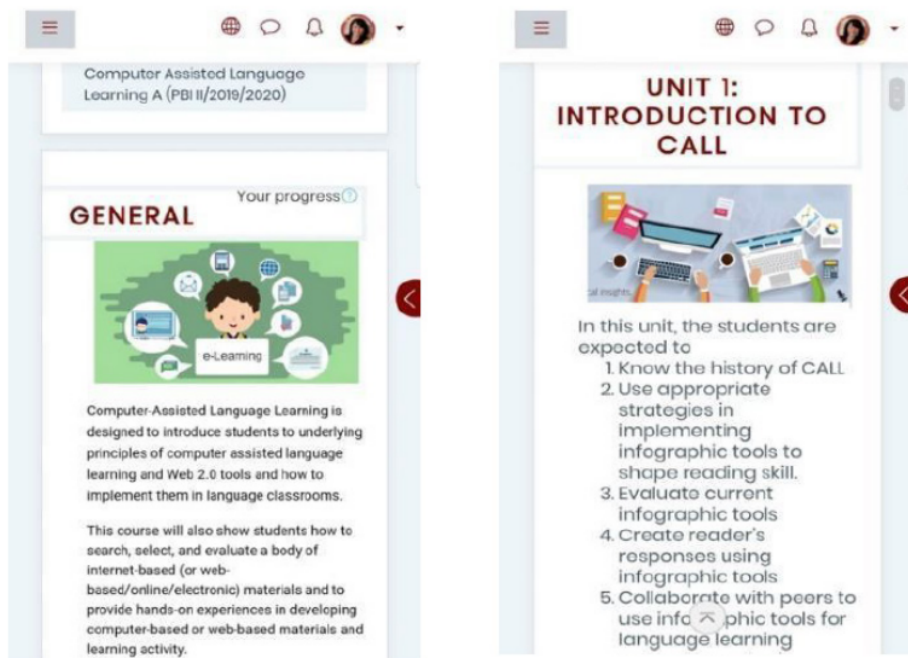 Computer Assisted Language
Learning A (PBI II/2019/2020)
Your progress
GENERAL
e-Learning
Computer-Assisted Language Learning is
designed to introduce students to underlying
principles of computer assisted language
learning and Web 2.0 tools and how to
implement them in language classrooms.
This course will also show students how to
search, select, and evaluate a body of
internet-based (or web-
based/online/electronic) materials and to
provide hands-on experiences in developing
computer-based or web-based materials and
learning activity.
UNIT 1:
INTRODUCTION TO
CALL
cal insights.
In this unit, the students are
expected to
1. Know the history of CALL
2. Use appropriate
strategies in
implementing
infographic tools to
shape reading skill.
3. Evaluate current
infographic tools
4. Create reader's
responses using
infographic tools
5. Collaborate with peers to
use infographic tools for
language learning